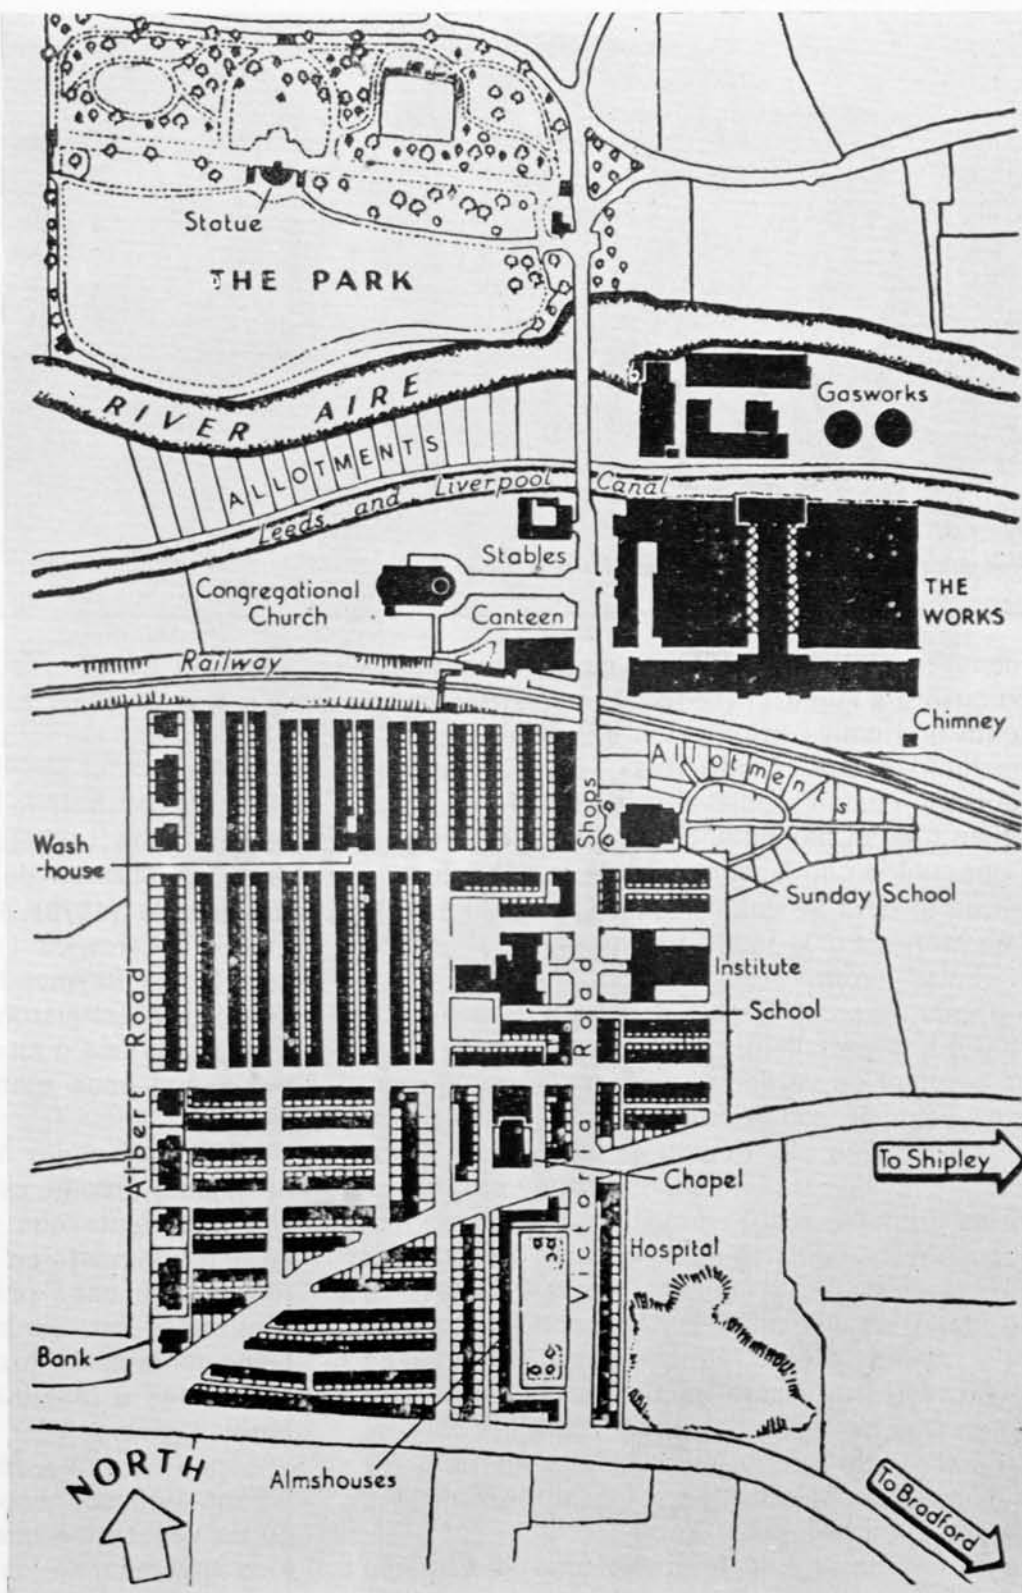 Statue
THE PARK
RIVER AIRE
ALLOTMENTS
Gasworks
Leeds and Liverpool Canal
Stables
Congregational
Church
Canteen
THE
WORKS
Railway
Chimney
Allotments
Shops
Wash
-house
Sunday School
Institute
School
Albert Road
Victoria Road
To Shipley
Chapel
Hospital
Bank
Almshouses
NORTH
To Bradford